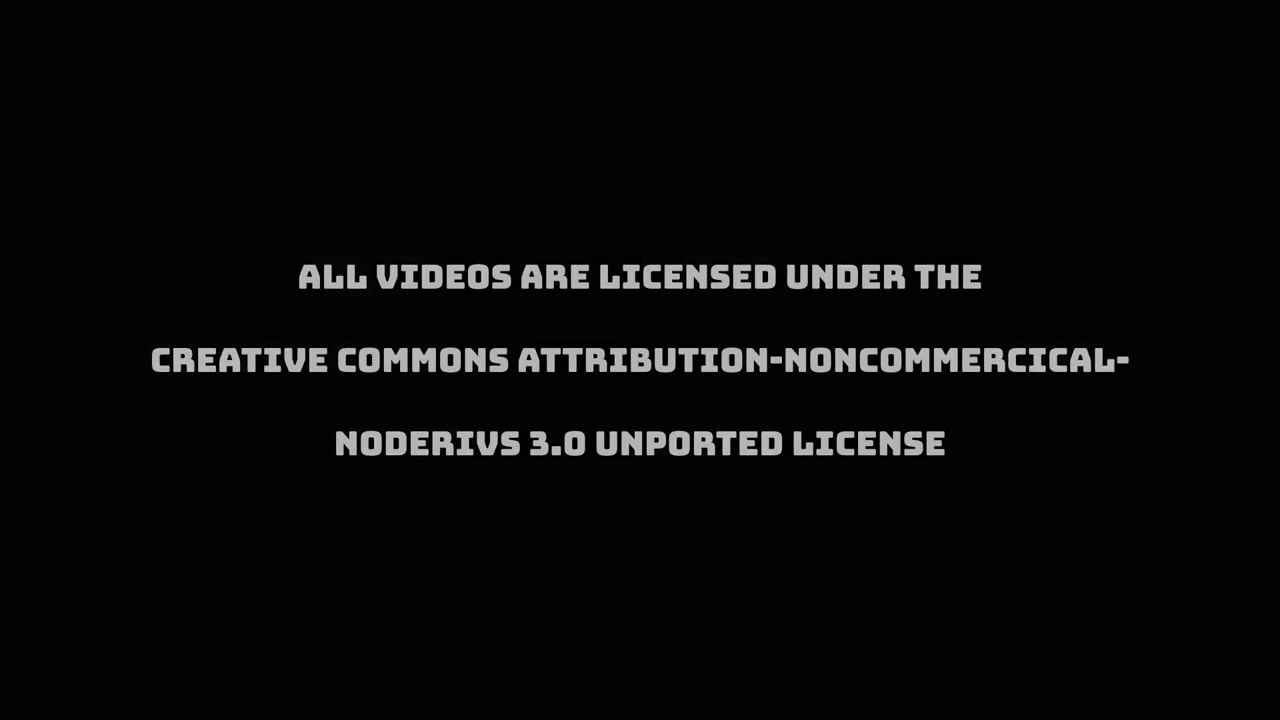 ALL VIDEOS ARE LICENSED UNDER THE
CREATIVE COMMONS ATTRIBUTION-NONCOMMERCICAL-
NODERIVS 3.0 UNPORTED LICENSE